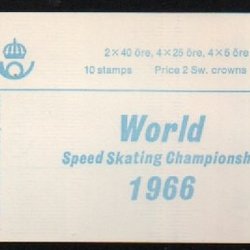 2×40 öre, 4×25 öre, 4×5 öre
10 stamps Price 2 Sw. crowns
World
Speed Skating Championsh
1966